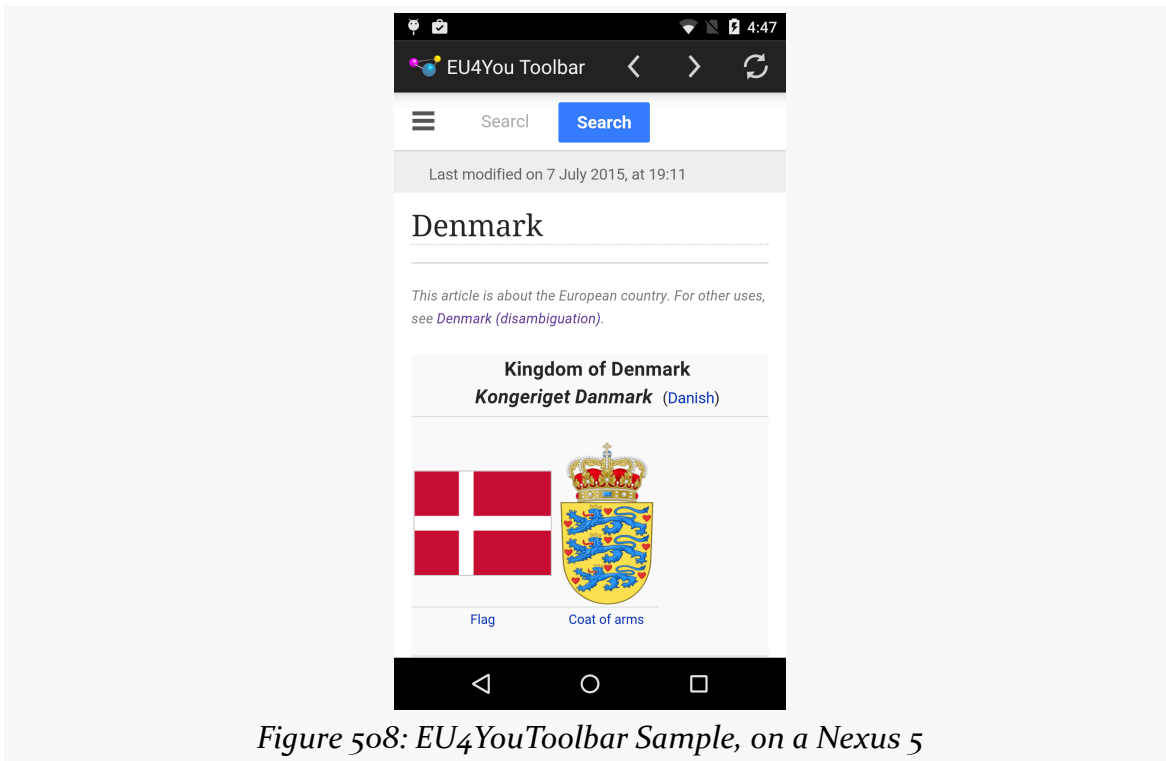 4:47
EU4You Toolbar
Searcl Search
Last modified on 7 July 2015, at 19:11
Denmark
This article is about the European country. For other uses,
see Denmark (disambiguation).
Kingdom of Denmark
Kongeriget Danmark (Danish)
Flag Coat of arms
Figure 508: EU4YouToolbar Sample, on a Nexus 5